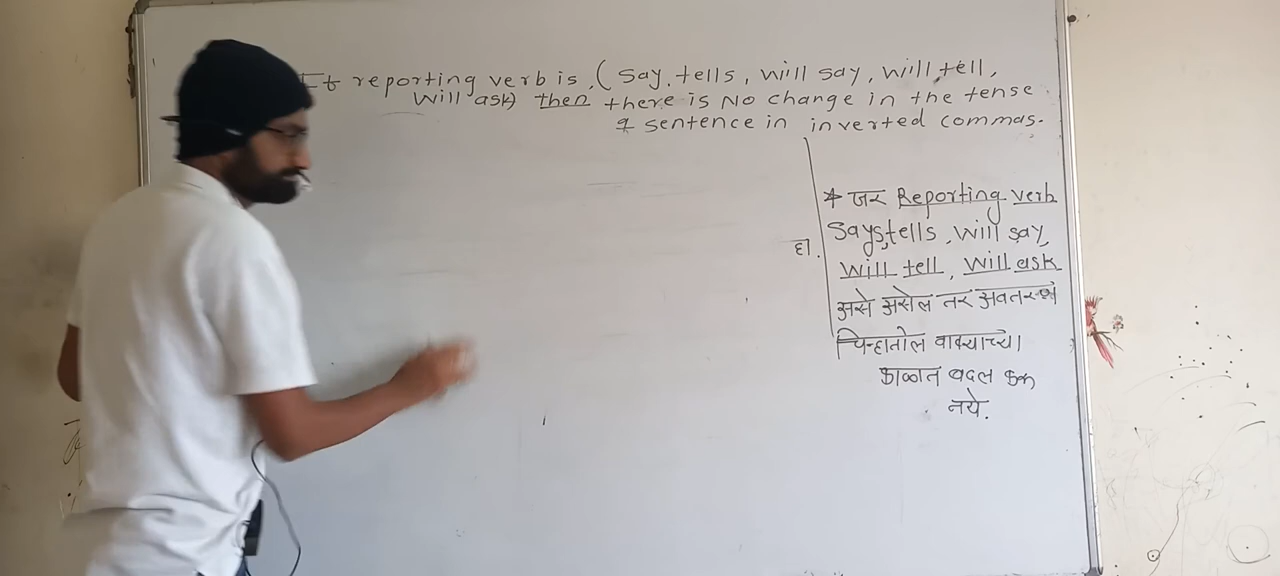 If reporting verb is (say, tells, will say, will tell,
will ask) then there is No change in the tense
of sentence in inverted commas.
* जर Reporting verb
says, tells, will say,
will tell, will ask
असे असेल तर अवतरण
चिन्हातील वाक्याच्या
काळात बदल करू
नये.